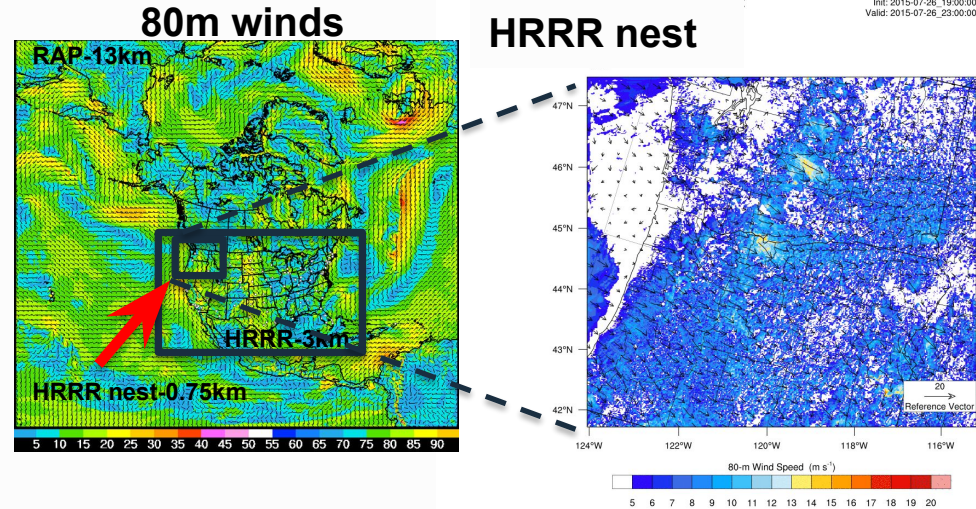 80m winds
HRRR nest
Init: 2015-07-26_19:00:00
Valid: 2015-07-26_23:00:00
RAP-13km
HRRR-3km
HRRR nest-0.75km
5 10 15 20 25 30 35 40 45 50 55 60 65 70 75 80 85 90
47°N
46°N
45°N
44°N
43°N
42°N
124°W 122°W 120°W 118°W 116°W
20
Reference Vector
80-m Wind Speed (m s⁻¹)
5 6 7 8 9 10 11 12 13 14 15 16 17 18 19 20